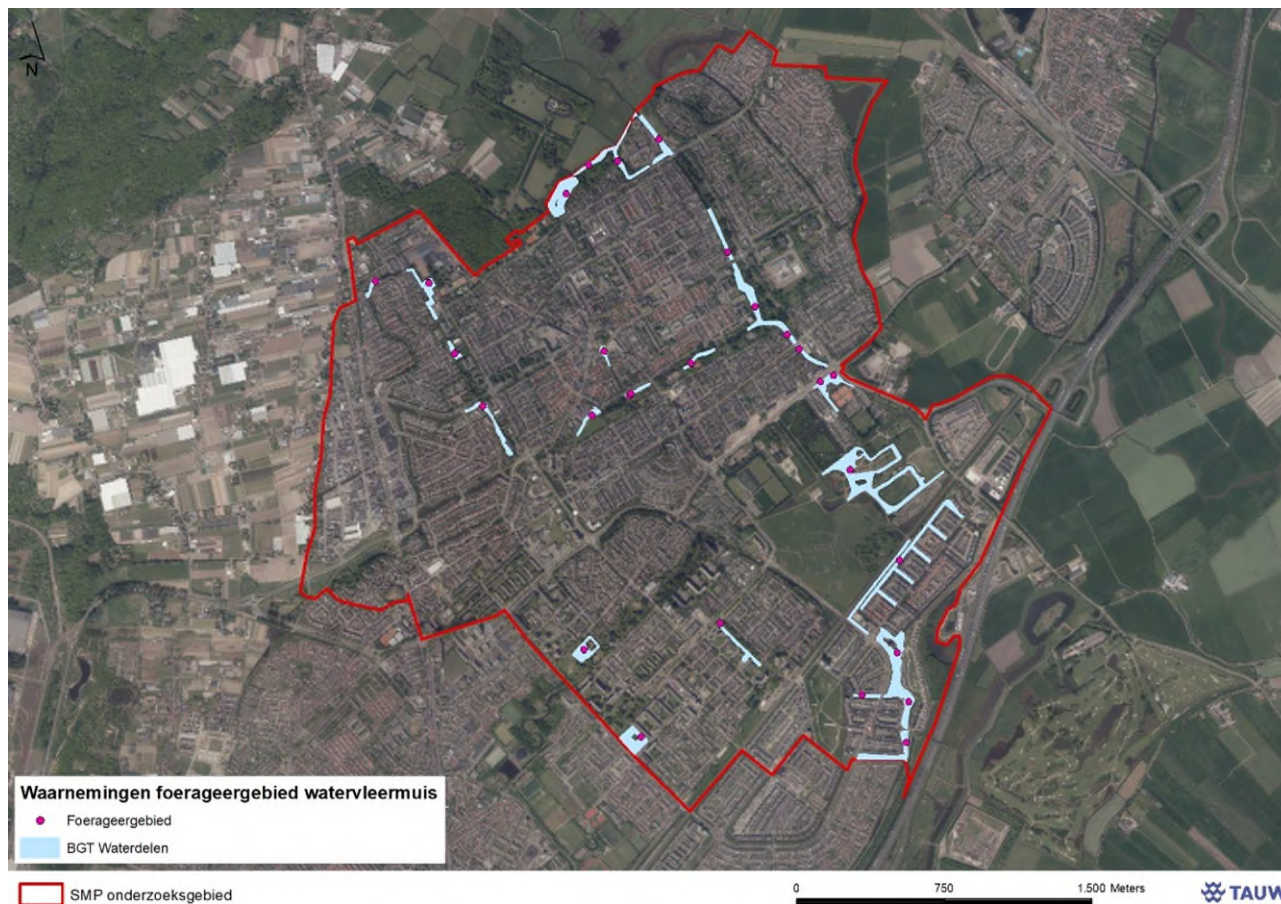 N
Waarnemingen foerageergebied watervleermuis
Foerageergebied
BGT Waterdelen
SMP onderzoeksgebied
0 750 1.500 Meters
TAUW